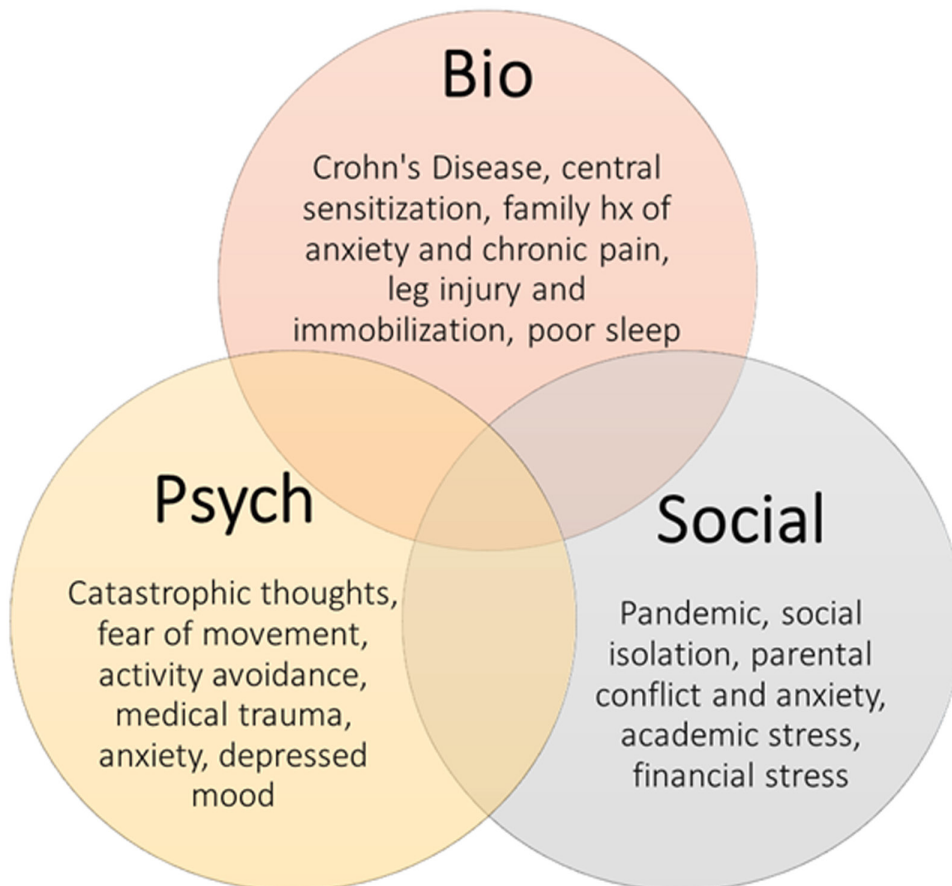 Bio
Crohn's Disease, central
sensitization, family hx of
anxiety and chronic pain,
leg injury and
immobilization, poor sleep
Psych
Catastrophic thoughts,
fear of movement,
activity avoidance,
medical trauma,
anxiety, depressed
mood
Social
Pandemic, social
isolation, parental
conflict and anxiety,
academic stress,
financial stress